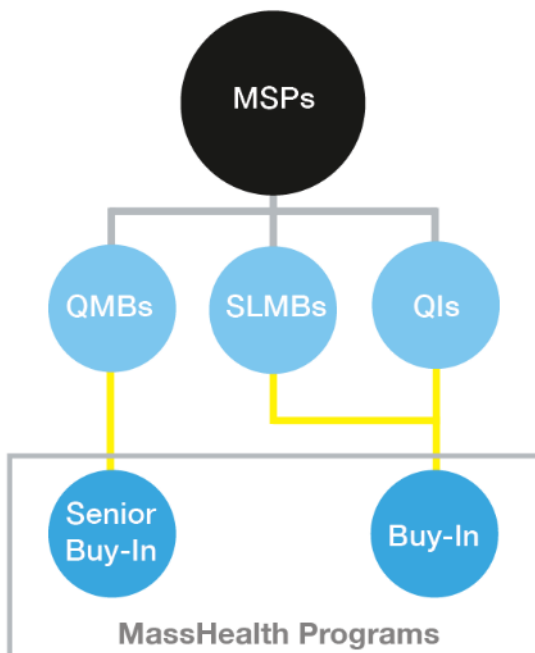 MSPs
QMBs
SLMBs
QIs
Senior
Buy-In
Buy-In
MassHealth Programs